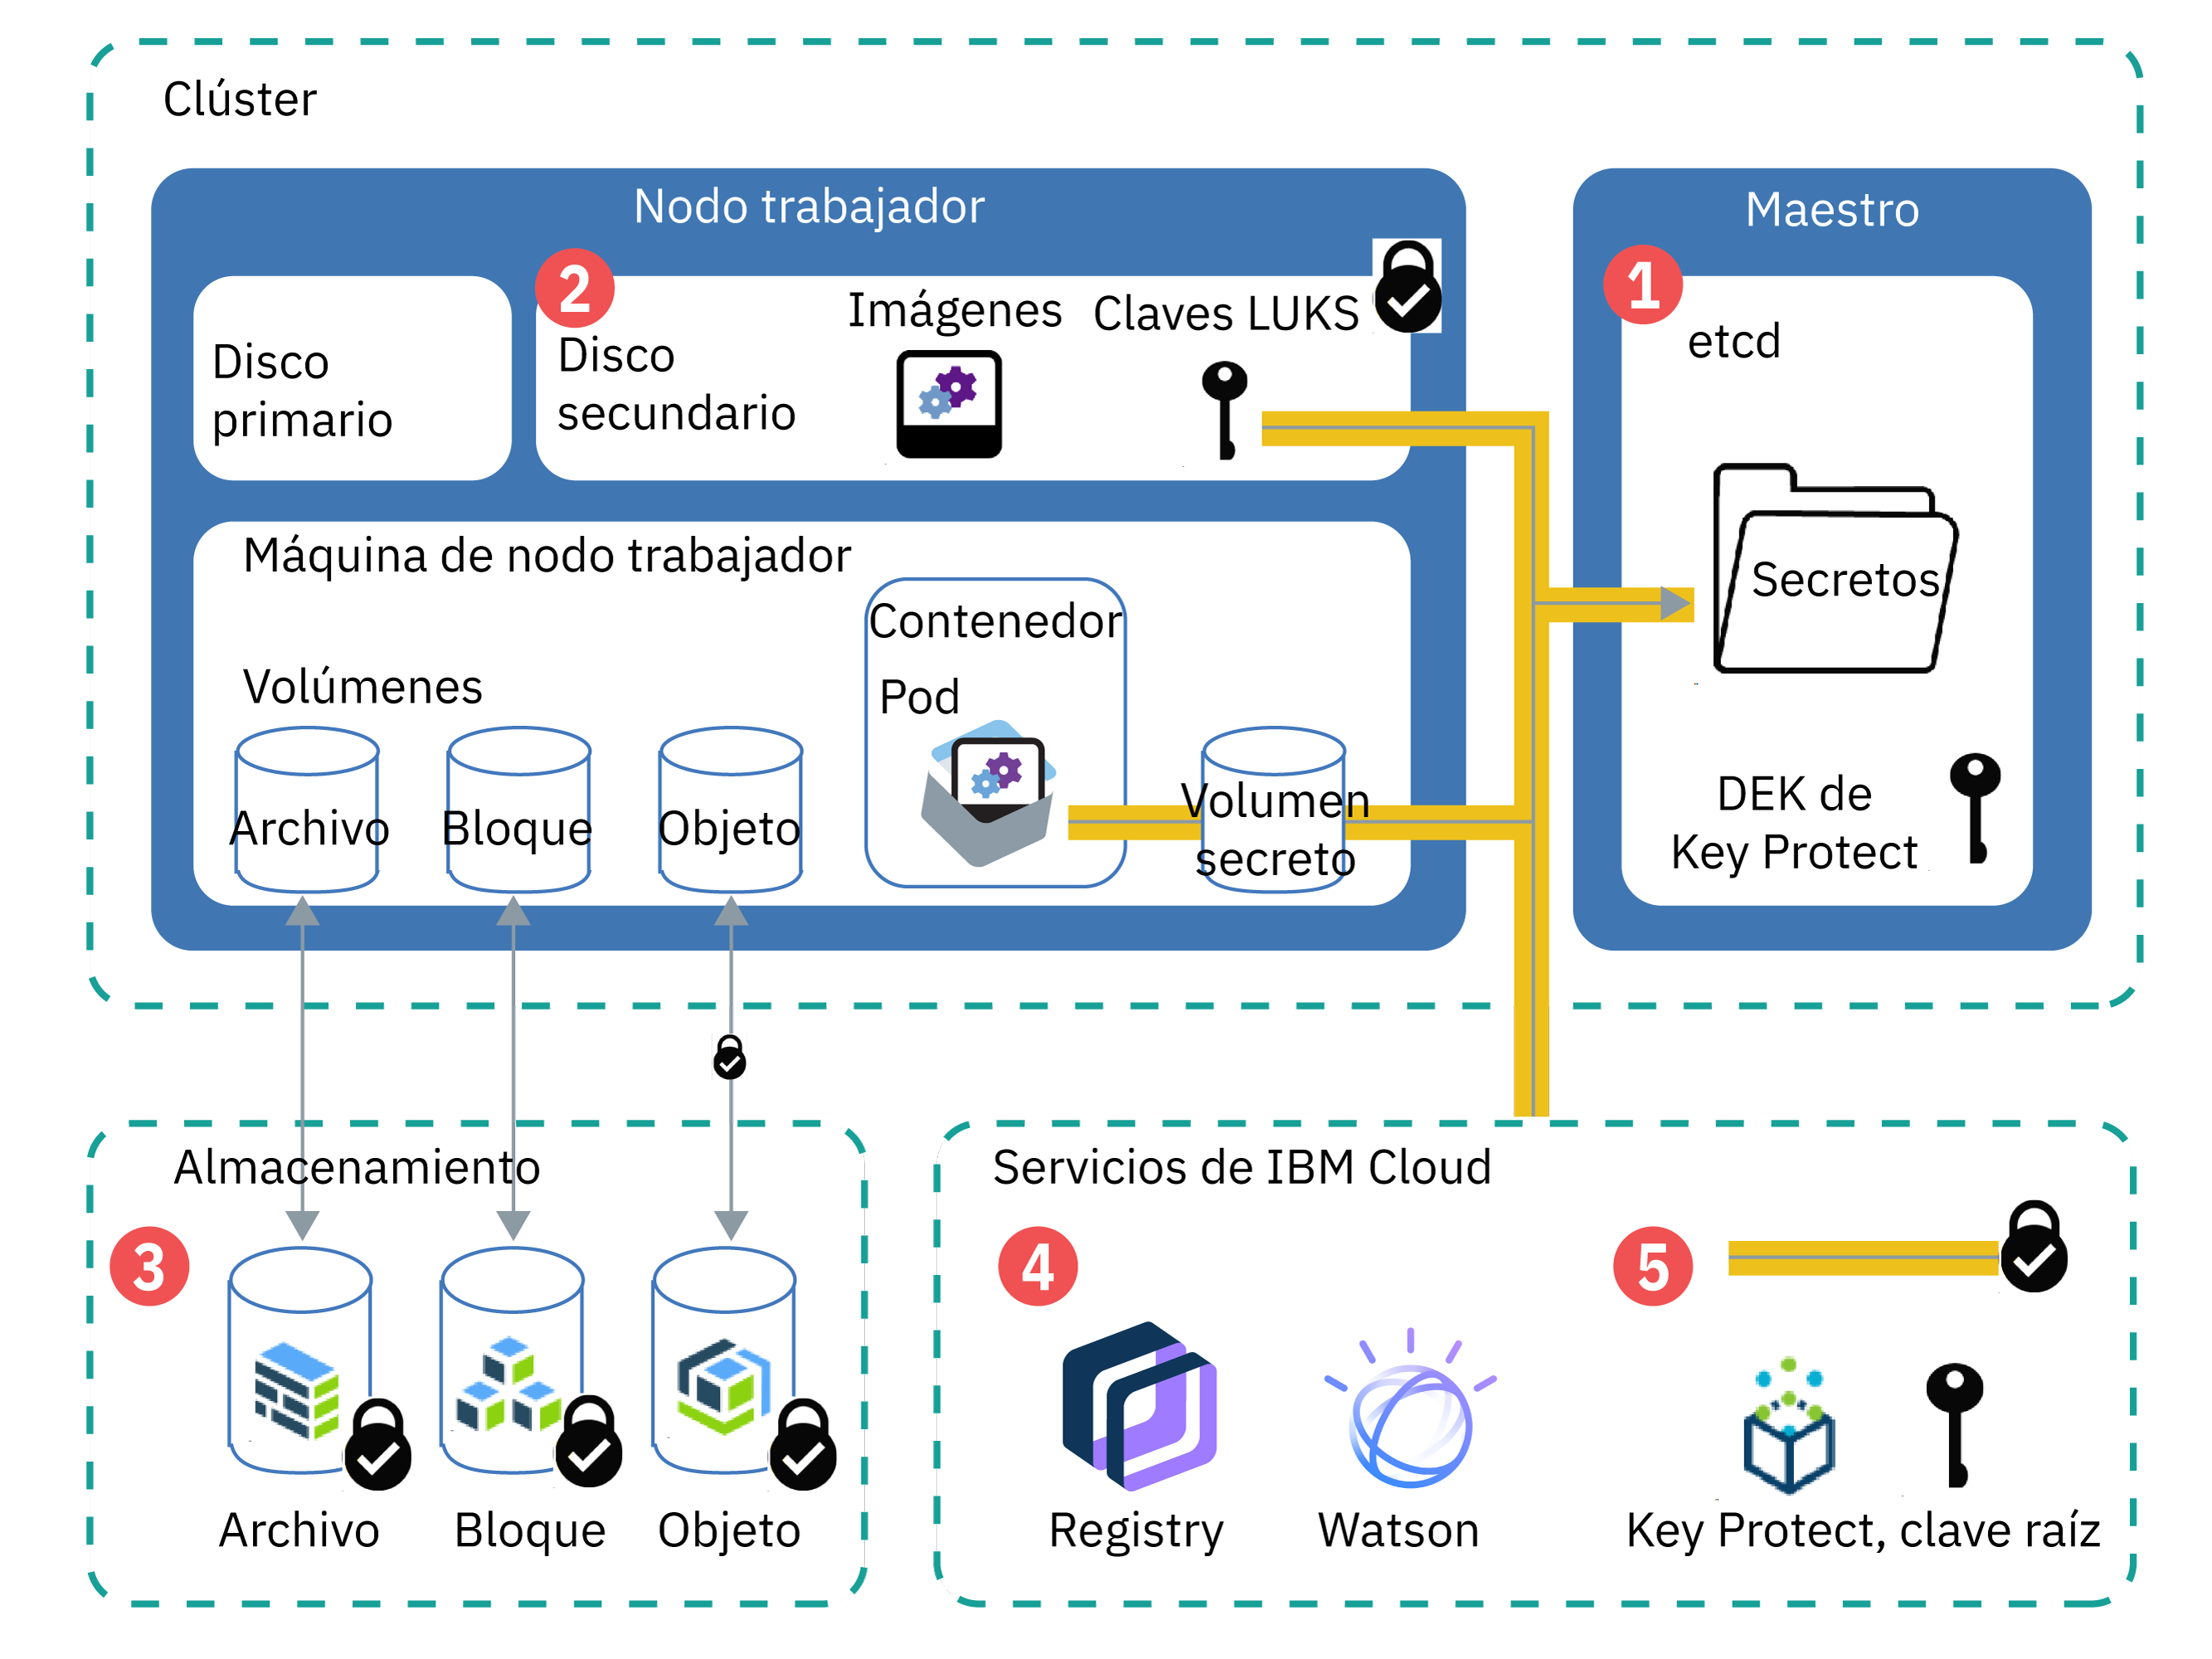 Clúster
Nodo trabajador
Maestro
2
1
Imágenes
Claves LUKS
Disco
primario
Disco
secundario
etcd
Secretos
Máquina de nodo trabajador
Contenedor
Pod
Volúmenes
Archivo
Bloque
Objeto
Volumen
secreto
DEK de
Key Protect
Almacenamiento
3
Archivo
Bloque
Objeto
Servicios de IBM Cloud
4
5
Registry
Watson
Key Protect, clave raíz